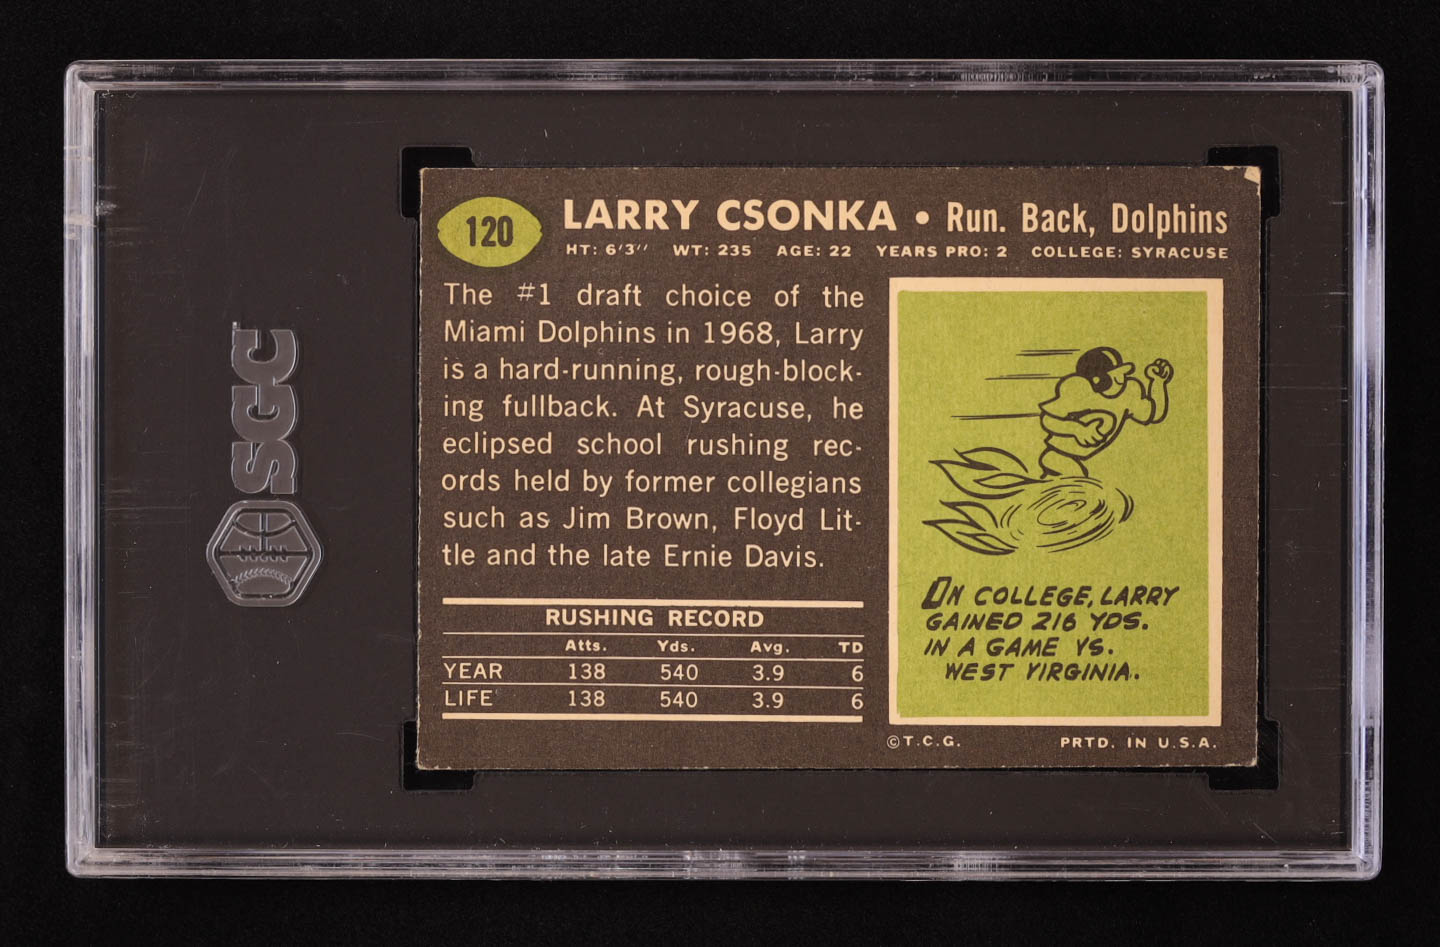 SGC
120
LARRY CSONKA • Run. Back, Dolphins
HT: 6'3'' WT: 235 AGE: 22 YEARS PRO: 2 COLLEGE: SYRACUSE
The #1 draft choice of the
Miami Dolphins in 1968, Larry
is a hard-running, rough-block-
ing fullback. At Syracuse, he
eclipsed school rushing rec-
ords held by former collegians
such as Jim Brown, Floyd Lit-
tle and the late Ernie Davis.
RUSHING RECORD
Atts. Yds. Avg. TD
YEAR 138 540 3.9 6
LIFE 138 540 3.9 6
IN COLLEGE, LARRY
GAINED 216 YDS.
IN A GAME VS.
WEST VIRGINIA.
© T.C.G. PRTD. IN U.S.A.